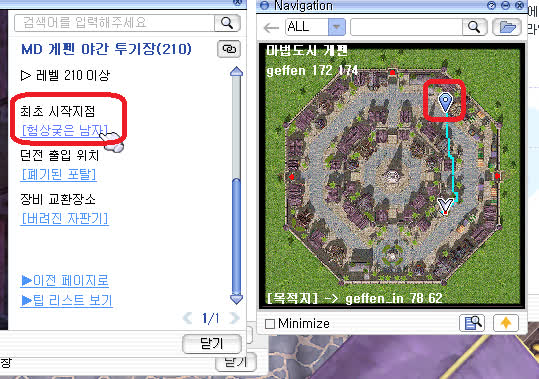 검색어를 입력해주세요
MD 게펜 야간 투기장(210)
▷ 레벨 210 이상
최초 시작지점
[험상궂은 남자]
던전 출입 위치
[폐기된 포탈]
장비 교환장소
[버려진 자판기]
▶이전 페이지로
▶팁 리스트 보기
1/1
닫기
장
닫기
Navigation
ALL
마법도시 게펜
geffen 172 174
[목적지] -> geffen_in 78 62
Minimize